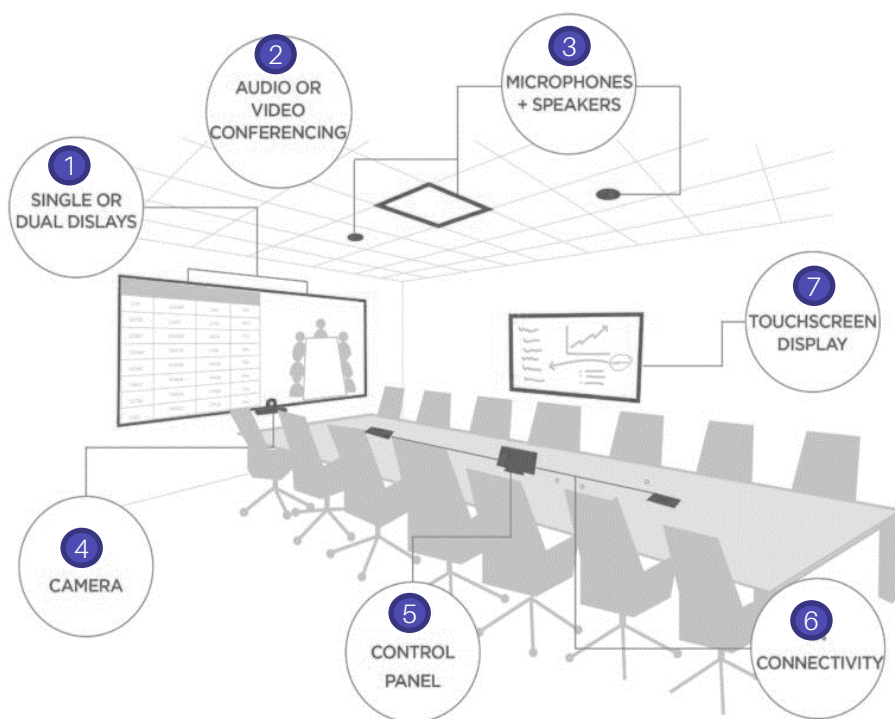 1
SINGLE OR
DUAL DISLAYS
2
AUDIO OR
VIDEO
CONFERENCING
3
MICROPHONES
+ SPEAKERS
4
CAMERA
5
CONTROL
PANEL
6
CONNECTIVITY
7
TOUCHSCREEN
DISPLAY